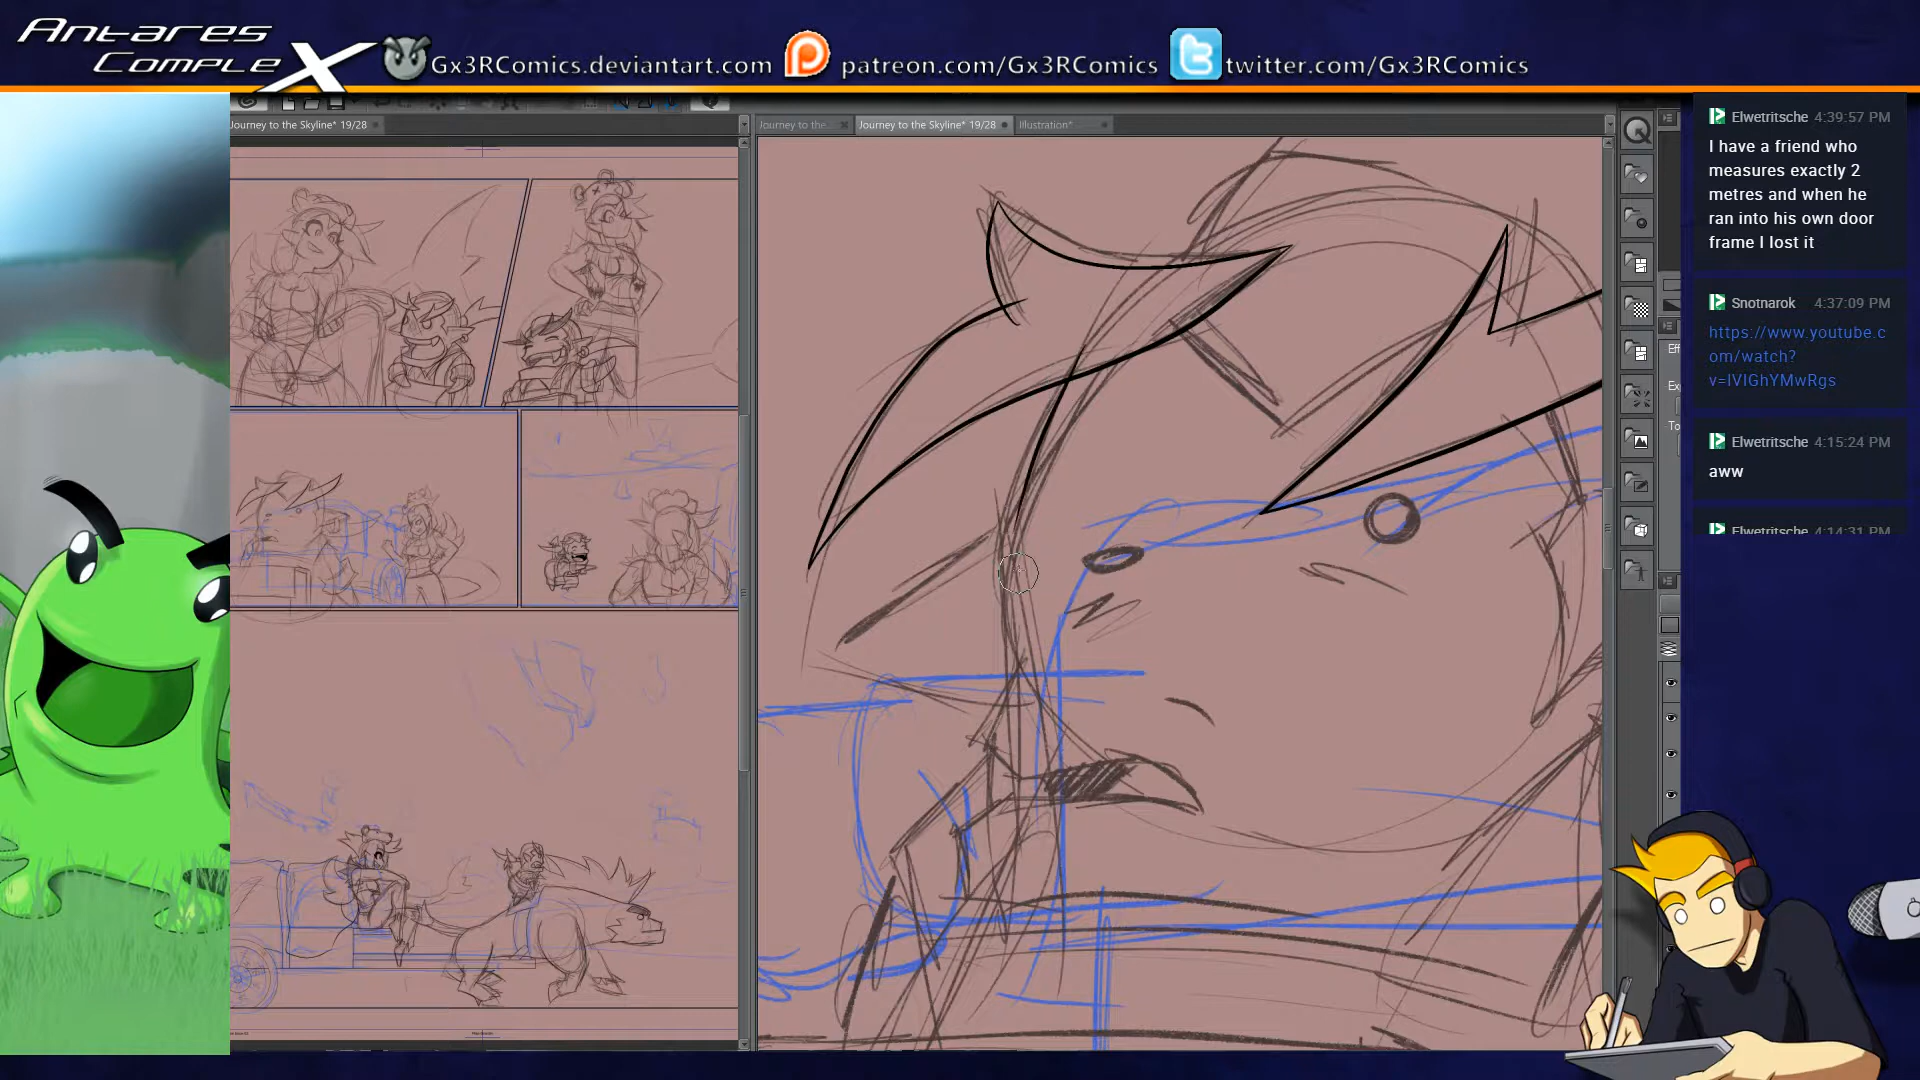 Antares
Complex
Gx3RComics.deviantart.com
patreon.com/Gx3RComics
twitter.com/Gx3RComics
Journey to the Skyline* 19/28
Journey to the
Journey to the Skyline* 19/28
Illustration*
Elwetritsche 4:39:57 PM
I have a friend who
measures exactly 2
metres and when he
ran into his own door
frame I lost it
Snotnarok 4:37:09 PM
https://www.youtube.c
om/watch?
v=IVIGhYMwRgs
Elwetritsche 4:15:24 PM
aww
Elwetritsche 4:14:31 PM